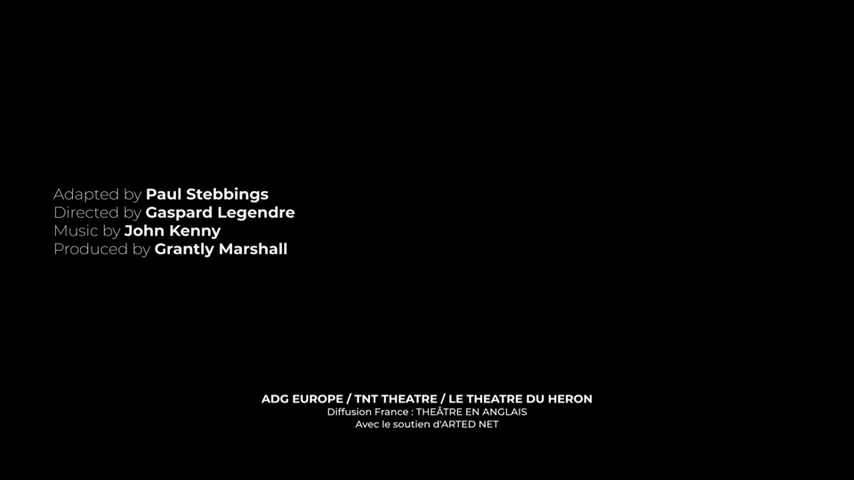 Adapted by Paul Stebbings
Directed by Gaspard Legendre
Music by John Kenny
Produced by Grantly Marshall
ADG EUROPE / TNT THEATRE / LE THEATRE DU HERON
Diffusion France : THEÂTRE EN ANGLAIS
Avec le soutien d'ARTED NET